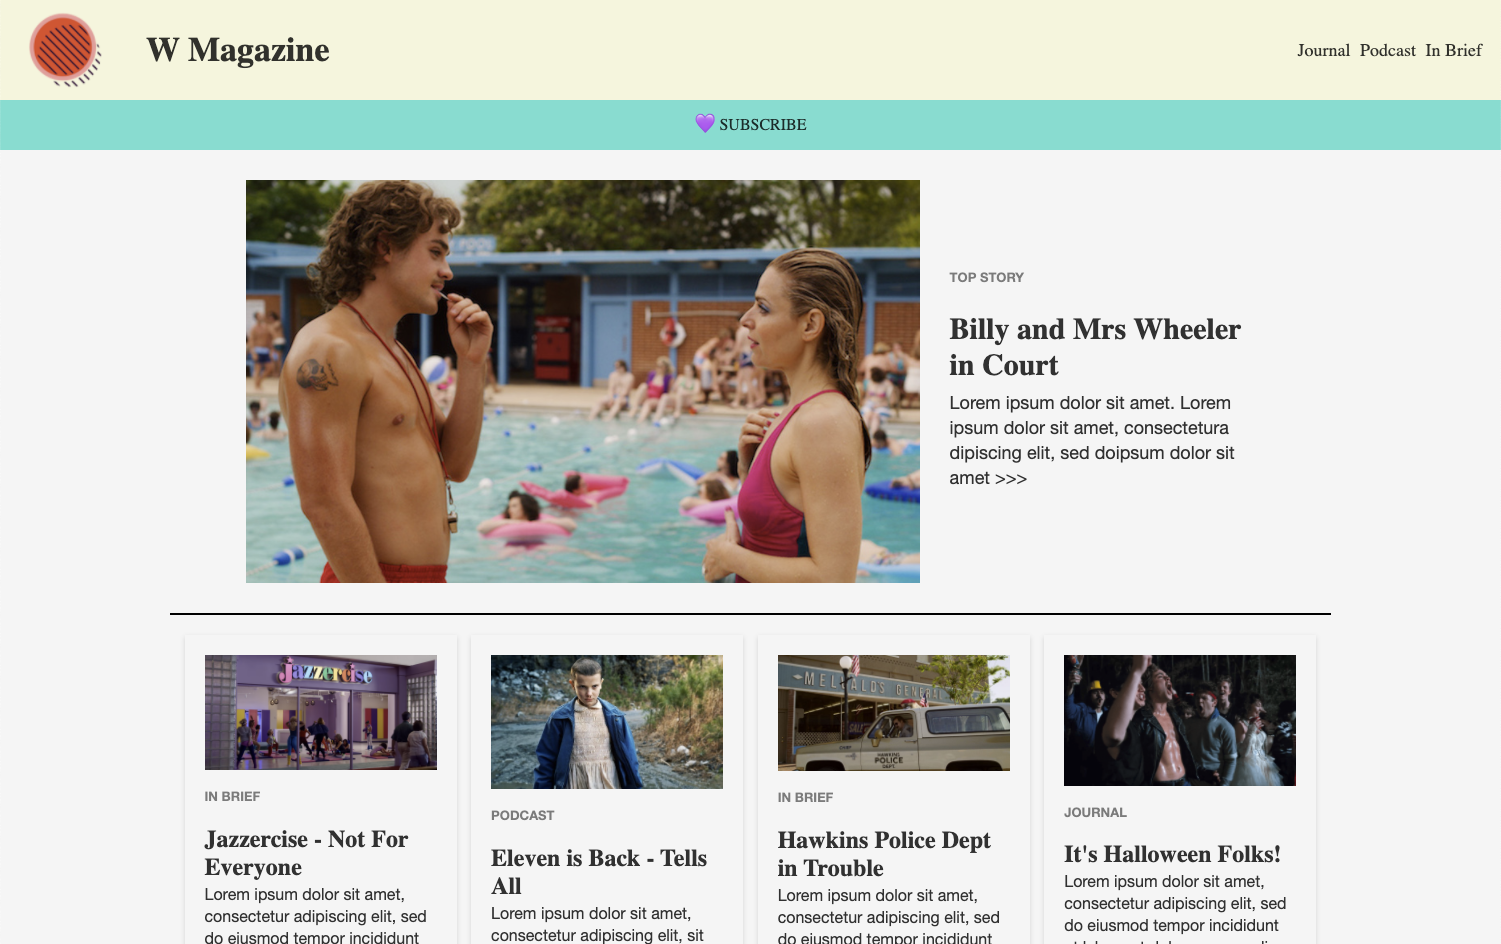 W Magazine
Journal Podcast In Brief
💜 SUBSCRIBE
POOL
TOP STORY
Billy and Mrs Wheeler
in Court
Lorem ipsum dolor sit amet. Lorem
ipsum dolor sit amet, consectetura
dipiscing elit, sed doipsum dolor sit
amet >>>
jazzercise
IN BRIEF
Jazzercise - Not For
Everyone
Lorem ipsum dolor sit amet,
consectetur adipiscing elit, sed
do eiusmod tempor incididunt
PODCAST
Eleven is Back - Tells
All
Lorem ipsum dolor sit amet,
consectetur adipiscing elit, sit
MELVALD'S GENERAL
HAWKINS
POLICE
DEPT.
IN BRIEF
Hawkins Police Dept
in Trouble
Lorem ipsum dolor sit amet,
consectetur adipiscing elit, sed
do eiusmod tempor incididunt
JOURNAL
It's Halloween Folks!
Lorem ipsum dolor sit amet,
consectetur adipiscing elit, sed
do eiusmod tempor incididunt